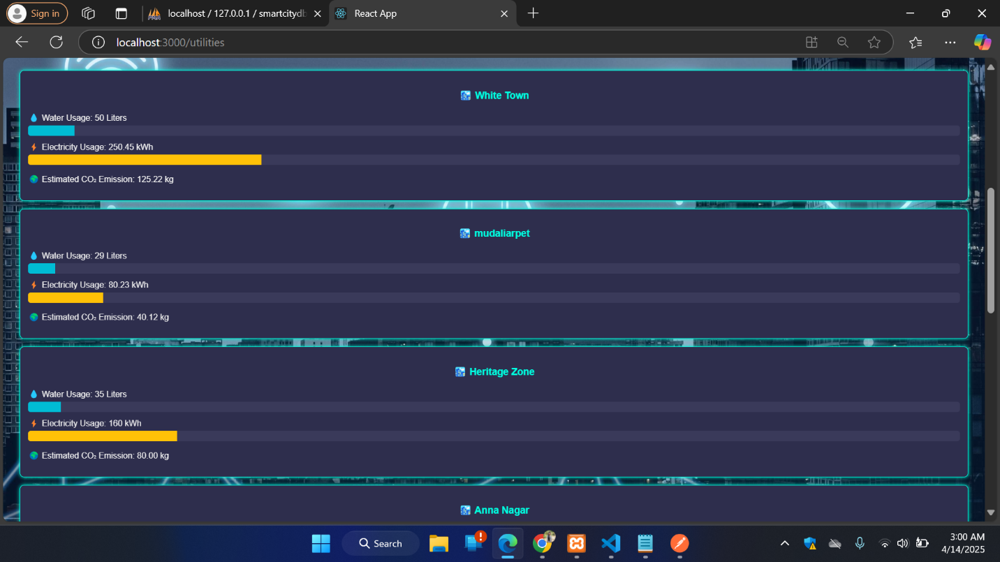 Sign in
localhost / 127.0.0.1 / smartcitydb
React App
localhost:3000/utilities
White Town
Water Usage: 50 Liters
Electricity Usage: 250.45 kWh
Estimated CO₂ Emission: 125.22 kg
mudaliarpet
Water Usage: 29 Liters
Electricity Usage: 80.23 kWh
Estimated CO₂ Emission: 40.12 kg
Heritage Zone
Water Usage: 35 Liters
Electricity Usage: 160 kWh
Estimated CO₂ Emission: 80.00 kg
Anna Nagar
Search
3:00 AM
4/14/2025